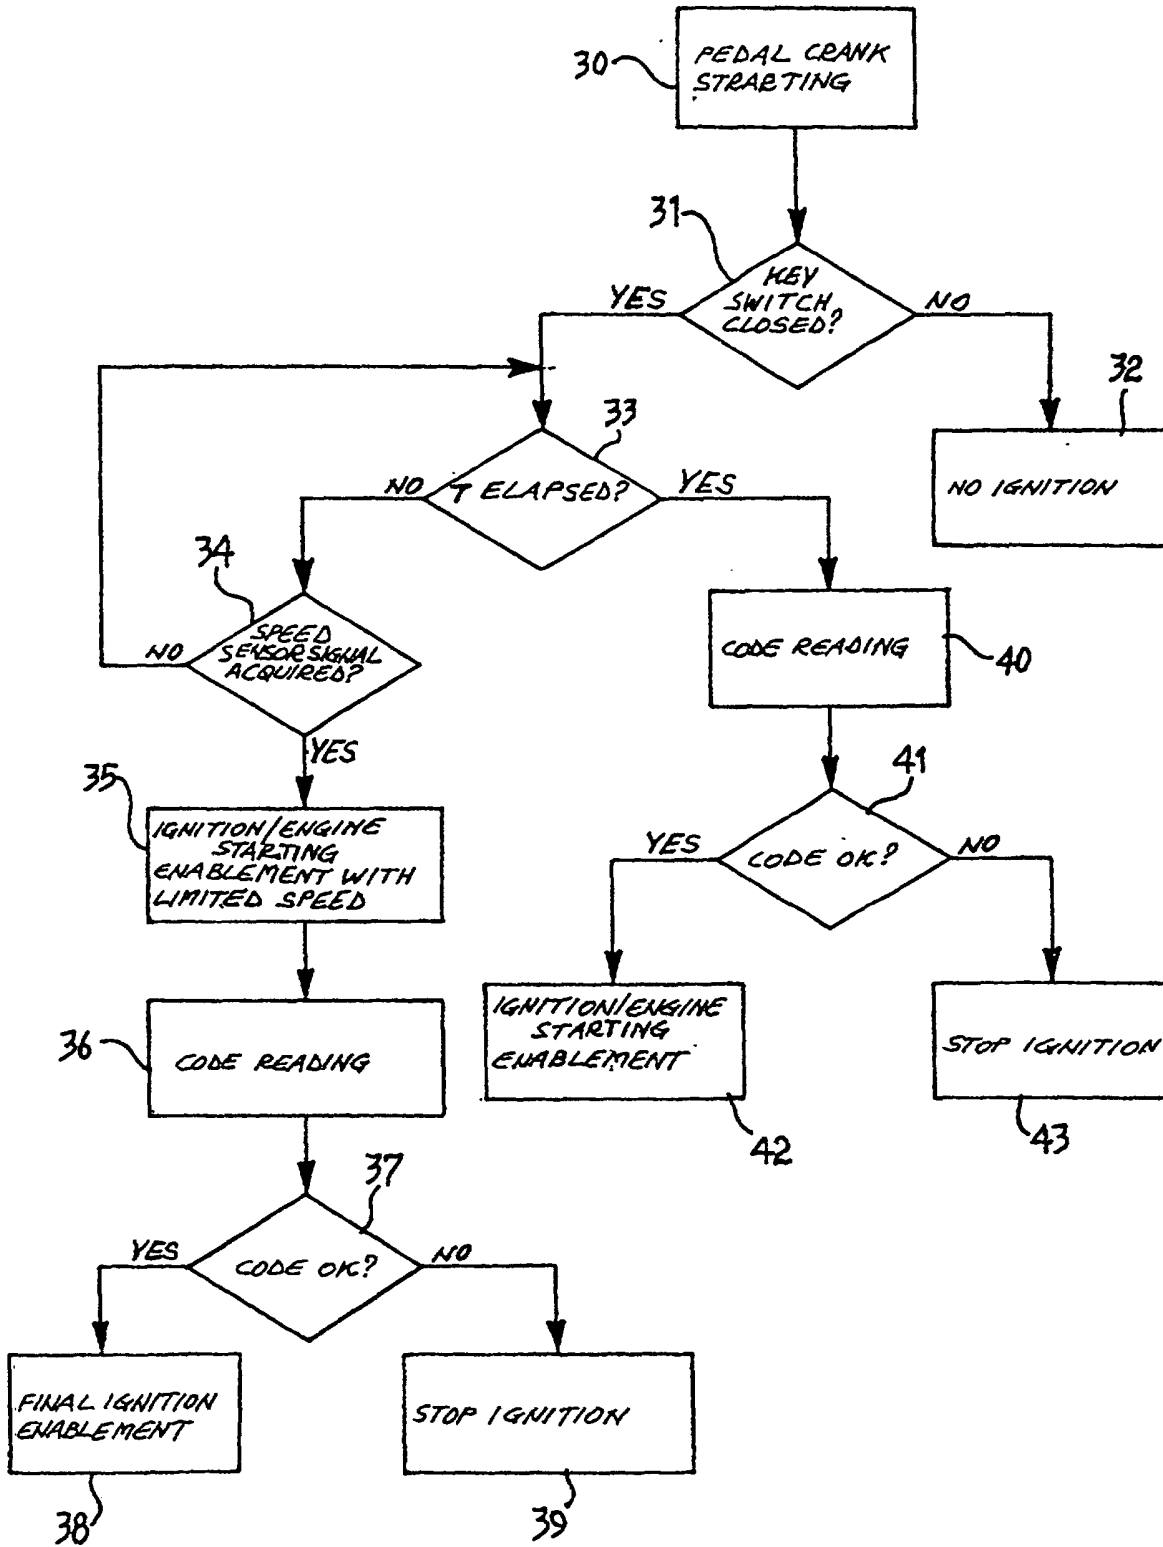 30
PEDAL CRANK
STRARTING
31
KEY
SWITCH
CLOSED?
YES
NO
32
NO IGNITION
33
T ELAPSED?
NO
YES
34
SPEED
SENSOR SIGNAL
ACQUIRED?
NO
YES
CODE READING
40
35
IGNITION/ENGINE
STARTING
ENABLEMENT WITH
LIMITED SPEED
41
CODE OK?
YES
NO
36
CODE READING
IGNITION/ENGINE
STARTING
ENABLEMENT
42
STOP IGNITION
43
37
CODE OK?
YES
NO
FINAL IGNITION
ENABLEMENT
38
STOP IGNITION
39